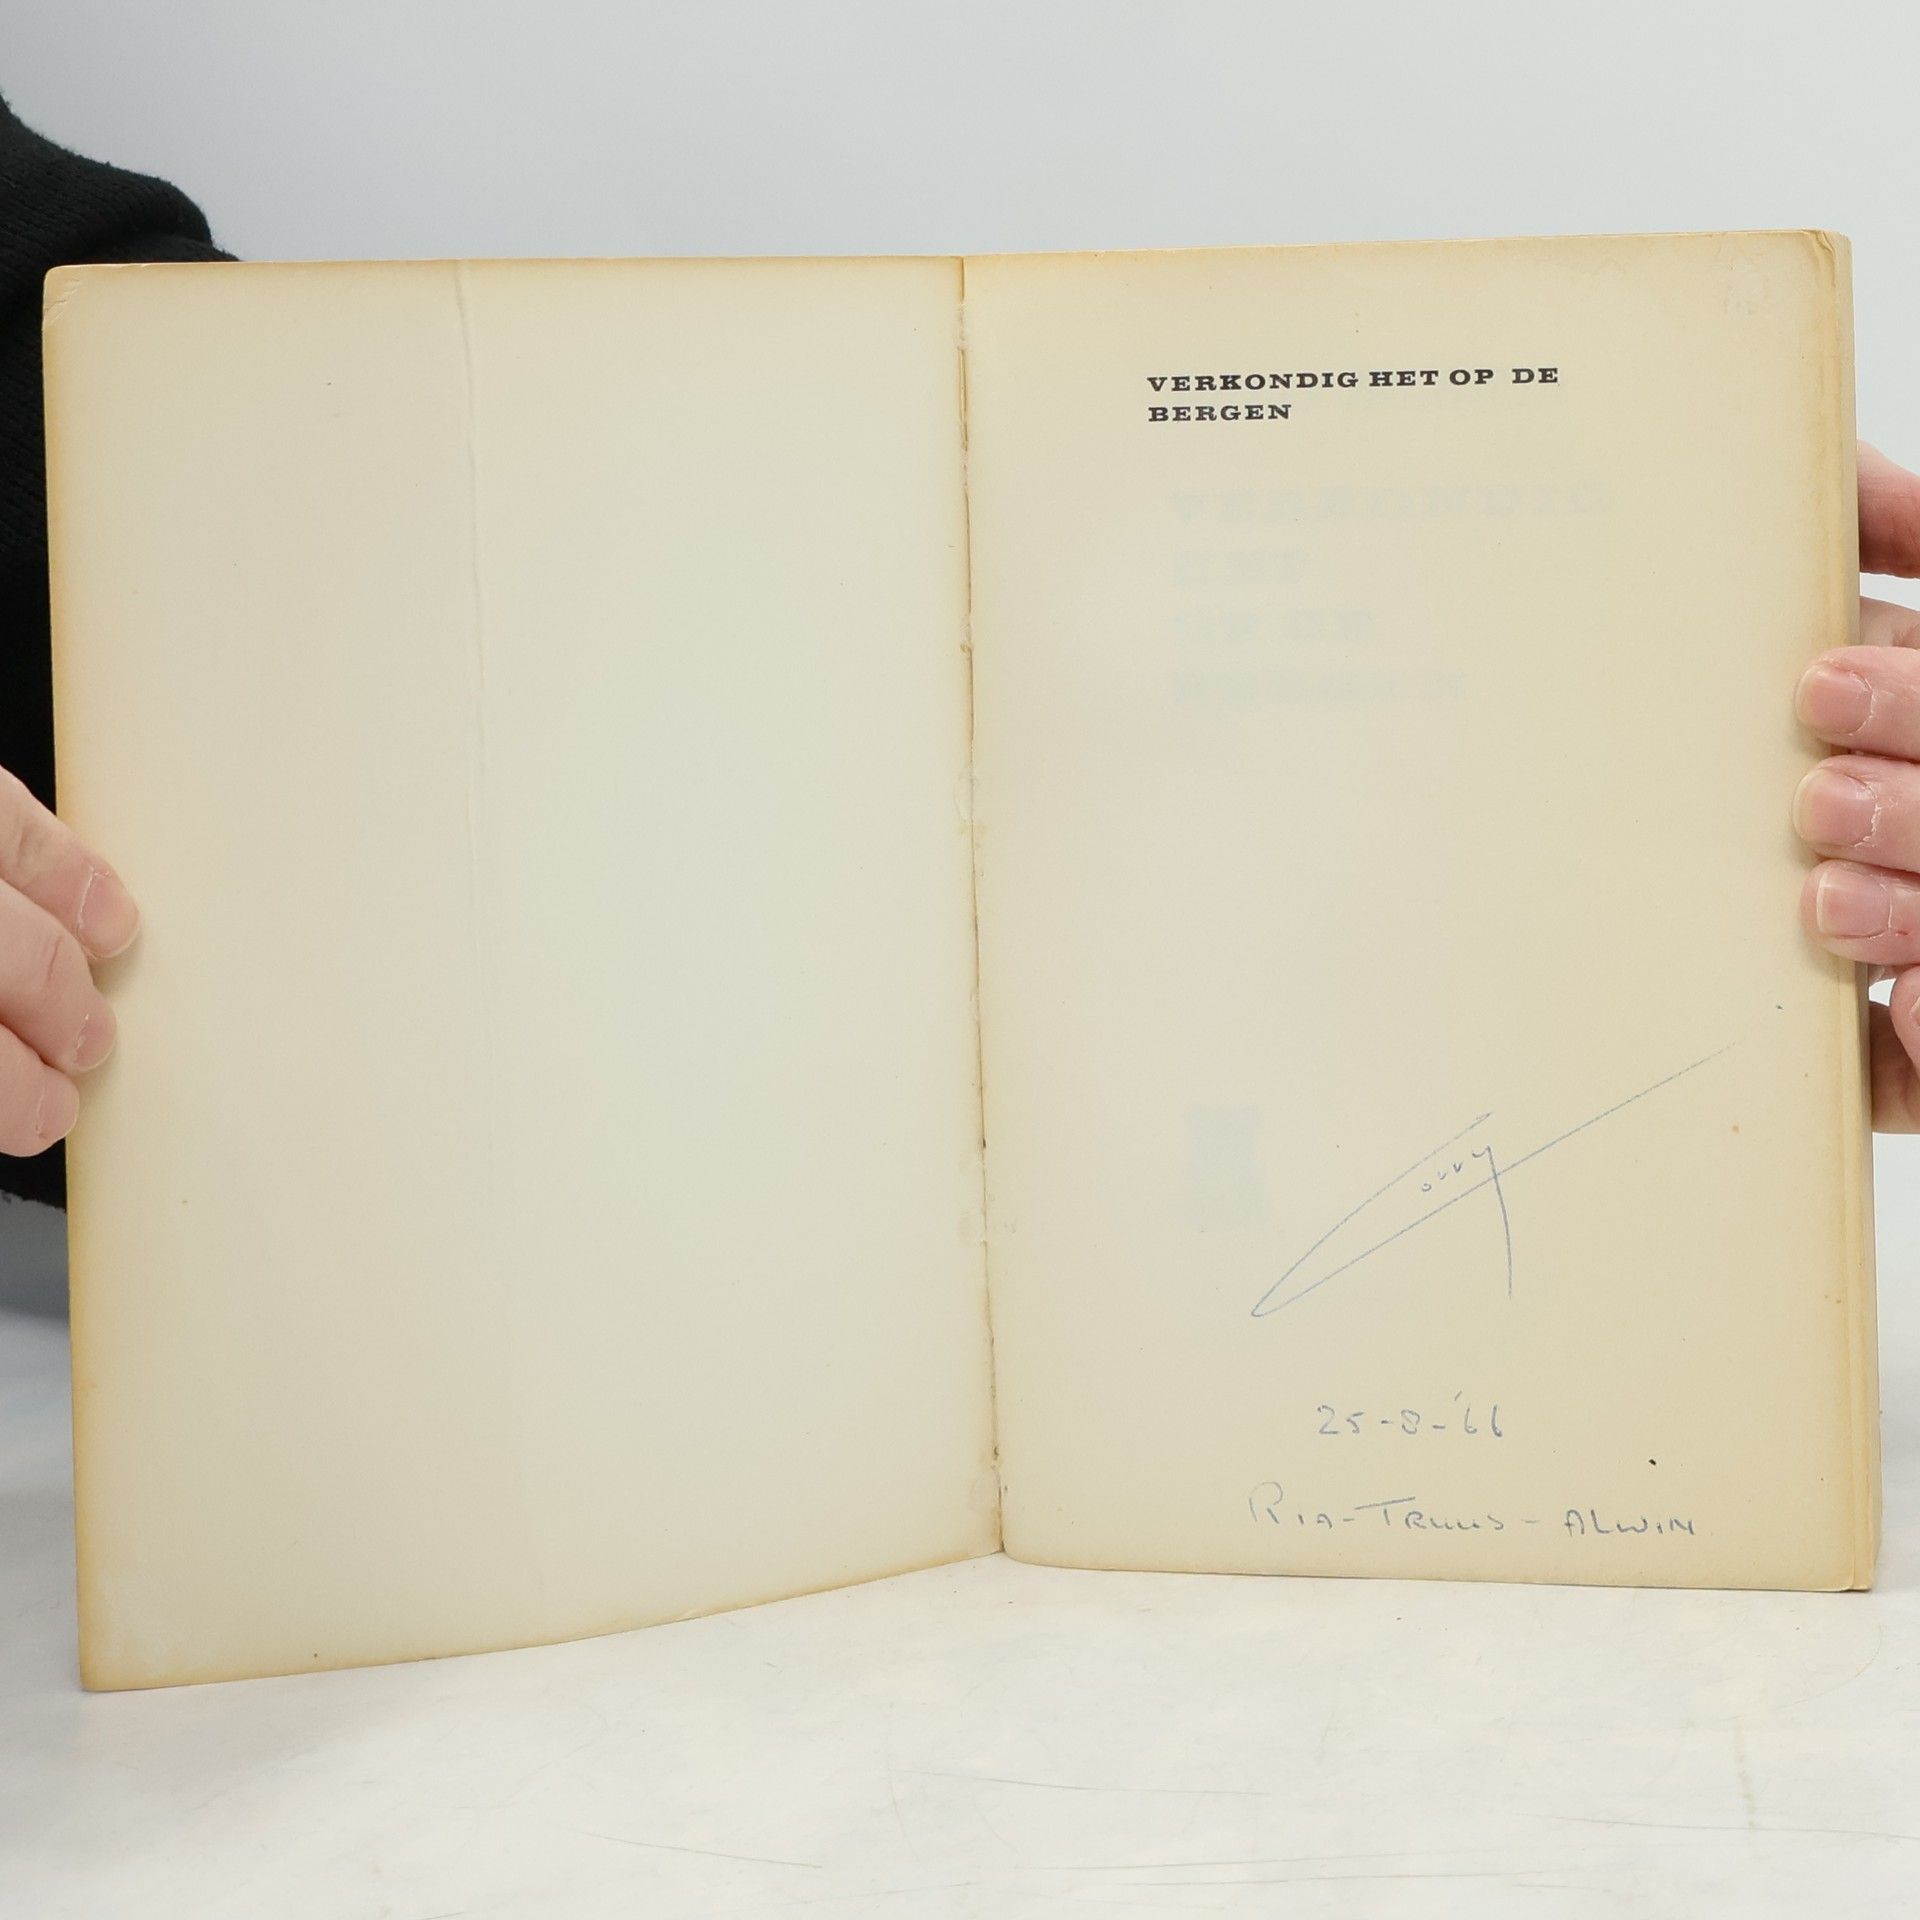 VERKONDIG HET OP DE
BERGEN
25-8-'66
RIA-TRUUS-ALWIN